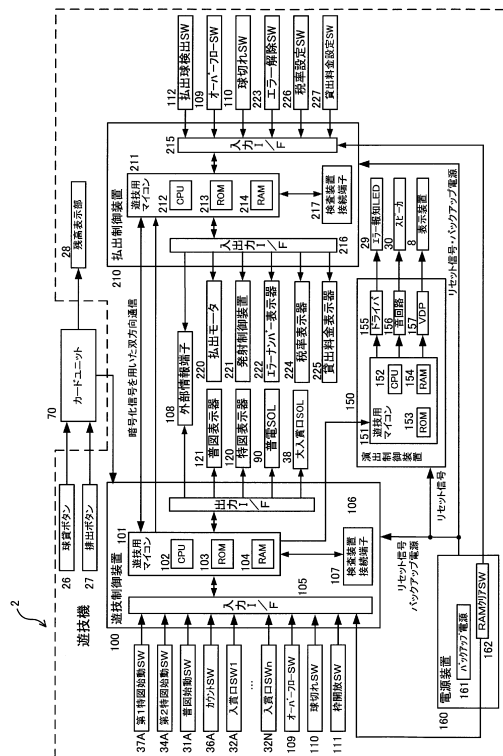 2
遊技機
球貸ボタン
26
排出ボタン
27
70
カードユニット
28
残高表示部
暗号化信号を用いた双方向通信
100
遊技制御装置
101
遊技用マイコン
102
CPU
103
ROM
104
RAM
105
入力I/F
出力I/F
106
107
検査装置接続端子
37A
第1特図始動SW
34A
第2特図始動SW
31A
普図始動SW
36A
カウントSW
32A
入賞口SW1
…
32N
入賞口SWn
109
オーバーフローSW
110
球切れSW
111
枠開放SW
108
外部情報端子
121
普図表示器
120
特図表示器
90
普電SOL
38
大入賞口SOL
210
払出制御装置
211
遊技用マイコン
212
CPU
213
ROM
214
RAM
215
入力I/F
入出力I/F
216
217
検査装置接続端子
112
払出球検出SW
109
オーバーフローSW
110
球切れSW
223
エラー解除SW
226
税率設定SW
227
貸出料金設定SW
220
払出モータ
221
発射制御装置
222
エラーナンバー表示器
224
税率表示器
225
貸出料金表示器
150
演出制御装置
151
遊技用マイコン
152
CPU
153
ROM
154
RAM
155
ドライバ
156
音回路
157
VDP
29
エラー報知LED
30
スピーカ
8
表示装置
リセット信号
リセット信号
バックアップ電源
リセット信号・バックアップ電源
160
電源装置
161
バックアップ電源
RAMクリアSW
162